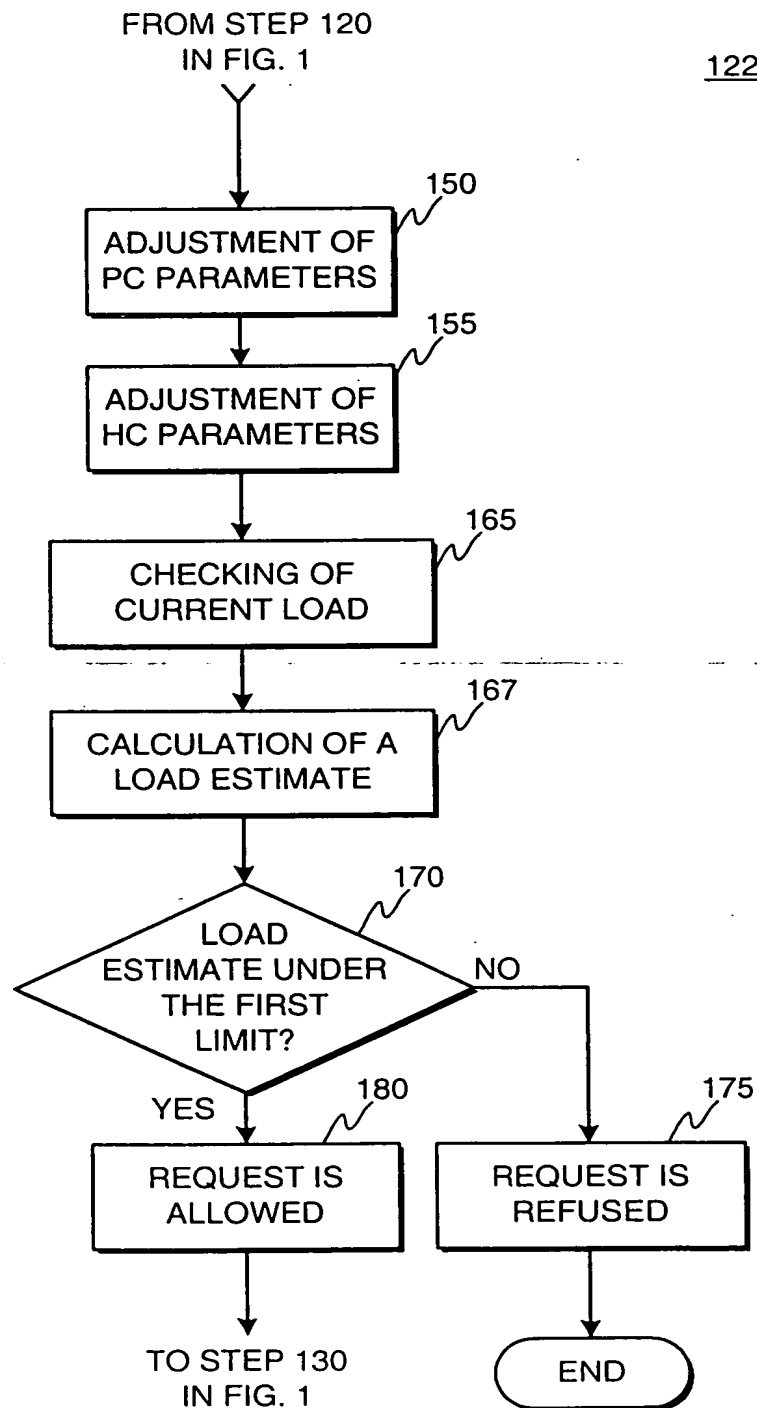 FROM STEP 120
IN FIG. 1
122
150
ADJUSTMENT OF
PC PARAMETERS
155
ADJUSTMENT OF
HC PARAMETERS
165
CHECKING OF
CURRENT LOAD
167
CALCULATION OF A
LOAD ESTIMATE
170
LOAD
ESTIMATE UNDER
THE FIRST
LIMIT?
NO
YES
180
175
REQUEST IS
ALLOWED
REQUEST IS
REFUSED
TO STEP 130
IN FIG. 1
END